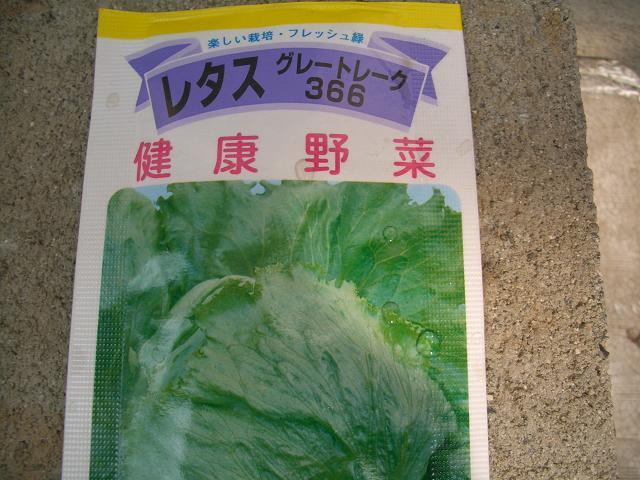 楽しい栽培・フレッシュ緑
レタス グレートレーク
366
健康野菜